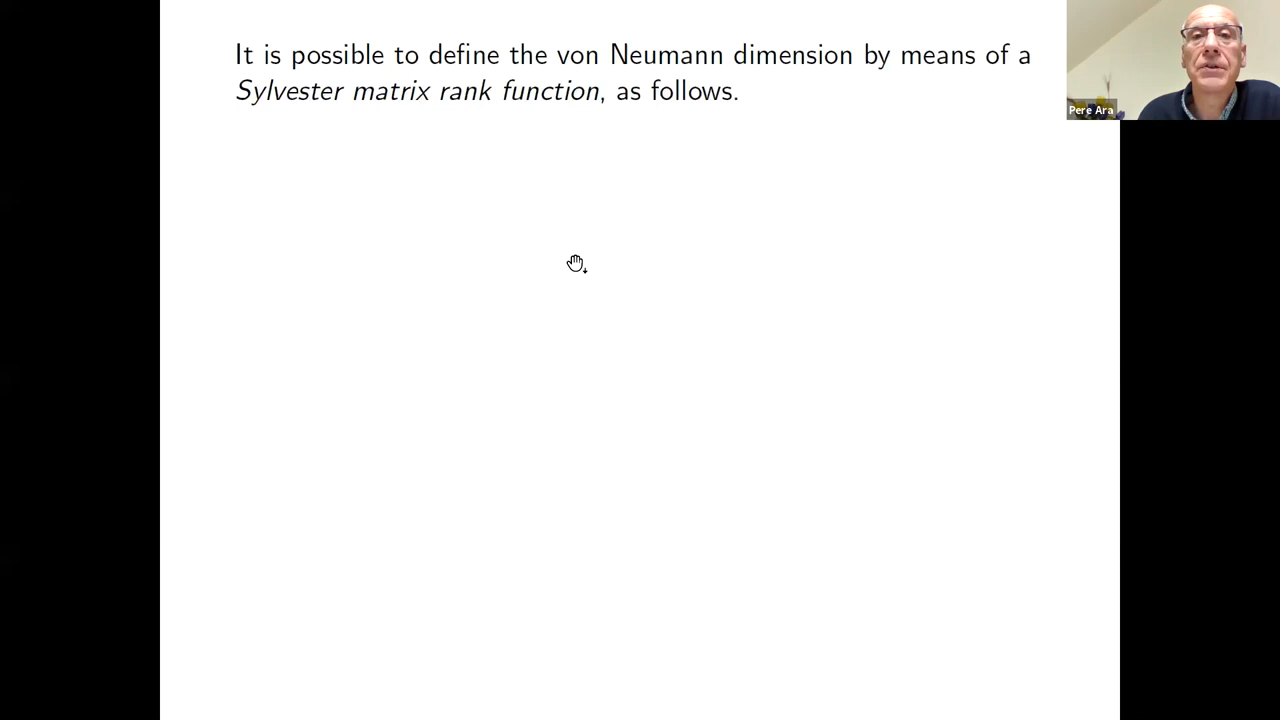 It is possible to define the von Neumann dimension by means of a
Sylvester matrix rank function, as follows.
Pere Ara